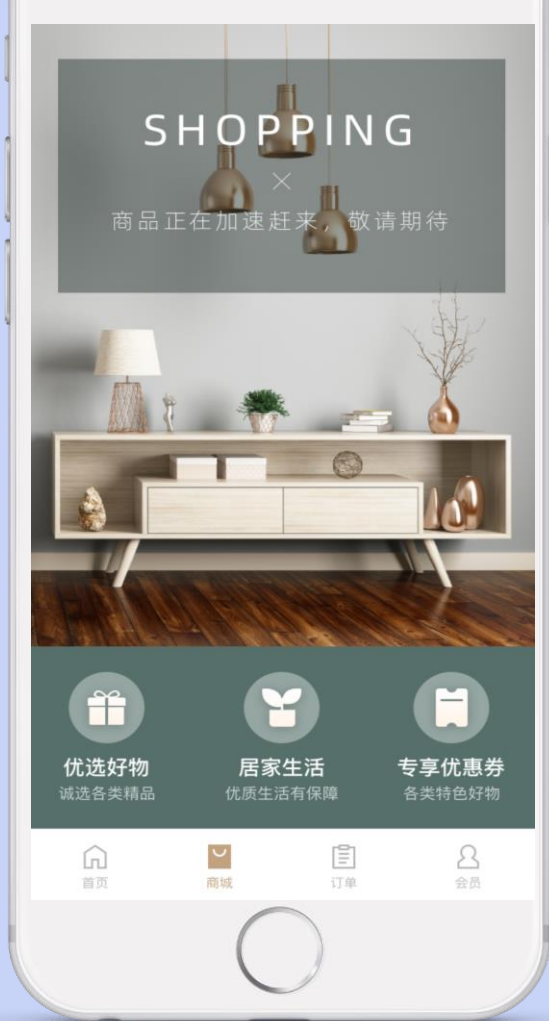 SHOPPING
商品正在加速赶来，敬请期待
优选好物 居家生活 专享优惠券
诚选各类精品 优质生活有保障 各类特色好物
首页 商城 订单 会员